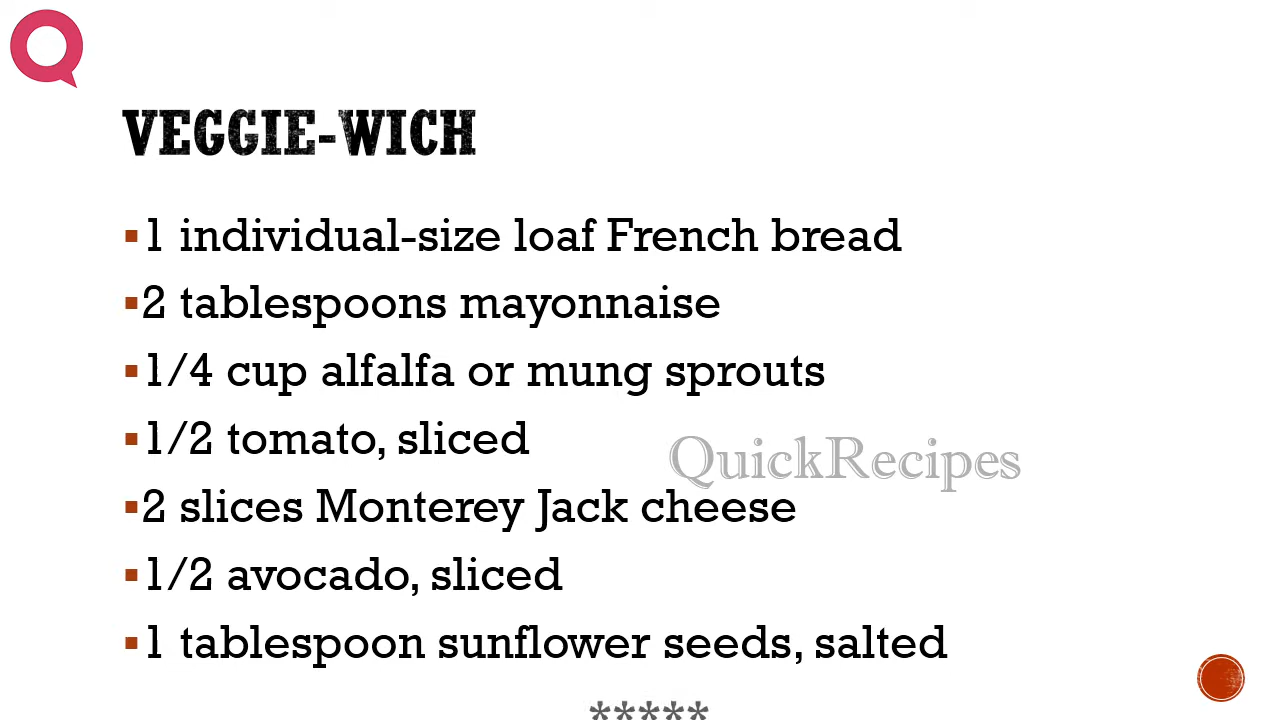 VEGGIE-WICH
▪1 individual-size loaf French bread
▪2 tablespoons mayonnaise
▪1/4 cup alfalfa or mung sprouts
▪1/2 tomato, sliced
QuickRecipes
▪2 slices Monterey Jack cheese
▪1/2 avocado, sliced
▪1 tablespoon sunflower seeds, salted
*****